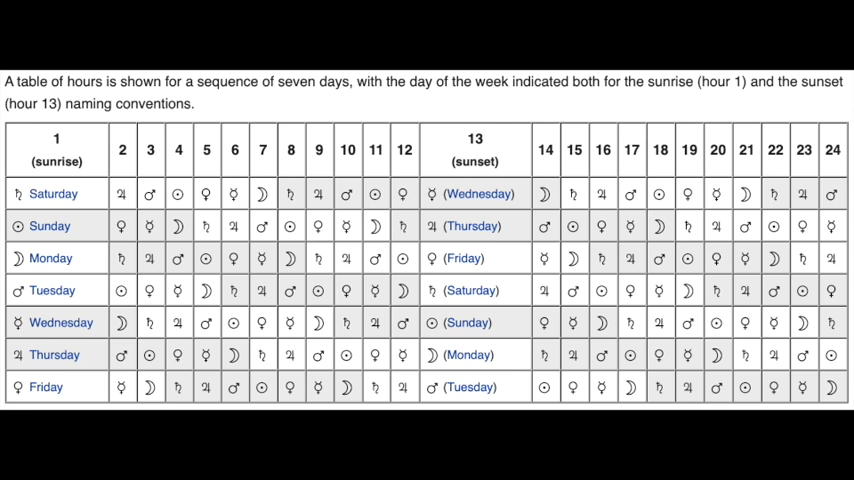 A table of hours is shown for a sequence of seven days, with the day of the week indicated both for the sunrise (hour 1) and the sunset
(hour 13) naming conventions.
1 (sunrise) 2 3 4 5 6 7 8 9 10 11 12 13 (sunset) 14 15 16 17 18 19 20 21 22 23 24
♄ Saturday ♃ ♂ ☉ ♀ ☿ ☽ ♄ ♃ ♂ ☉ ♀ ☿ (Wednesday) ☽ ♄ ♃ ♂ ☉ ♀ ☿ ☽ ♄ ♃ ♂
☉ Sunday ♀ ☿ ☽ ♄ ♃ ♂ ☉ ♀ ☿ ☽ ♄ ♃ (Thursday) ♂ ☉ ♀ ☿ ☽ ♄ ♃ ♂ ☉ ♀ ☿
☽ Monday ♄ ♃ ♂ ☉ ♀ ☿ ☽ ♄ ♃ ♂ ☉ ♀ (Friday) ☿ ☽ ♄ ♃ ♂ ☉ ♀ ☿ ☽ ♄ ♃
♂ Tuesday ☉ ♀ ☿ ☽ ♄ ♃ ♂ ☉ ♀ ☿ ☽ ♄ (Saturday) ♃ ♂ ☉ ♀ ☿ ☽ ♄ ♃ ♂ ☉ ♀
☿ Wednesday ☽ ♄ ♃ ♂ ☉ ♀ ☿ ☽ ♄ ♃ ♂ ☉ (Sunday) ♀ ☿ ☽ ♄ ♃ ♂ ☉ ♀ ☿ ☽ ♄
♃ Thursday ♂ ☉ ♀ ☿ ☽ ♄ ♃ ♂ ☉ ♀ ☿ ☽ (Monday) ♄ ♃ ♂ ☉ ♀ ☿ ☽ ♄ ♃ ♂ ☉
♀ Friday ☿ ☽ ♄ ♃ ♂ ☉ ♀ ☿ ☽ ♄ ♃ ♂ (Tuesday) ☉ ♀ ☿ ☽ ♄ ♃ ♂ ☉ ♀ ☿ ☽